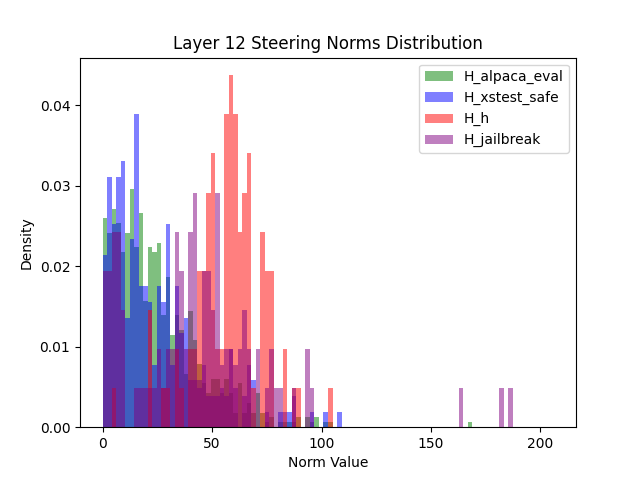 Layer 12 Steering Norms Distribution
H_alpaca_eval
H_xstest_safe
H_h
H_jailbreak
Density
0.04
0.03
0.02
0.01
0.00
0
50
100
150
200
Norm Value